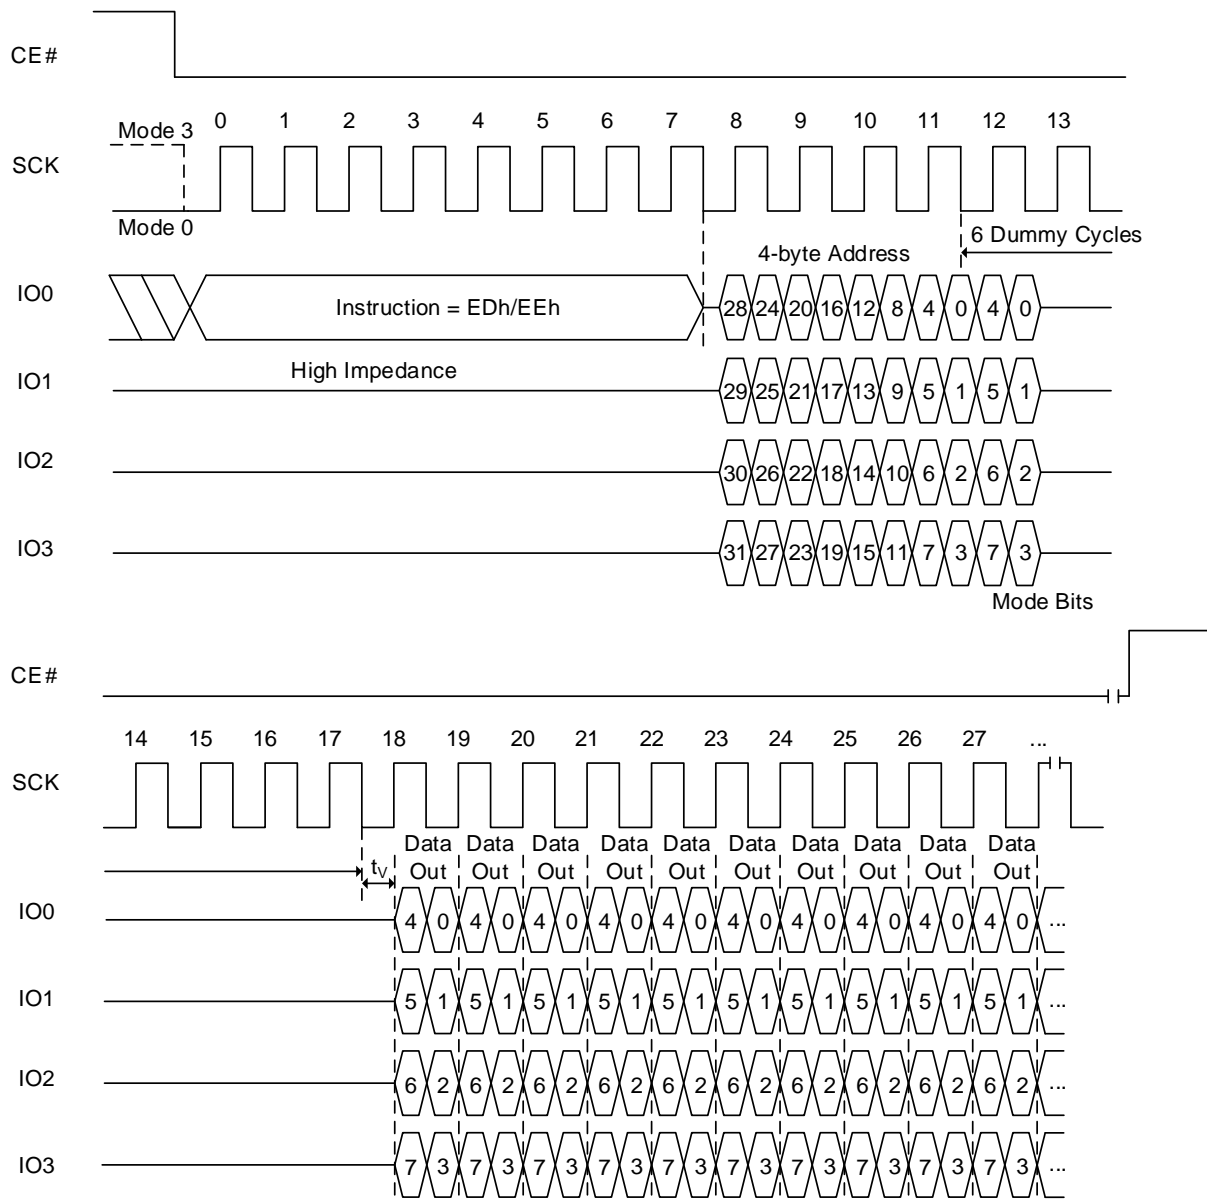 CE#
Mode 3 0 1 2 3 4 5 6 7 8 9 10 11 12 13
SCK
Mode 0
4-byte Address 6 Dummy Cycles
IO0 Instruction = EDh/EEh 28 24 20 16 12 8 4 0 4 0
High Impedance
IO1 29 25 21 17 13 9 5 1 5 1
IO2 30 26 22 18 14 10 6 2 6 2
IO3 31 27 23 19 15 11 7 3 7 3
Mode Bits
CE#
14 15 16 17 18 19 20 21 22 23 24 25 26 27 ...
SCK
Data Data Data Data Data Data Data Data Data Data
tV Out Out Out Out Out Out Out Out Out Out
IO0 4 0 4 0 4 0 4 0 4 0 4 0 4 0 4 0 4 0 4 0 ...
IO1 5 1 5 1 5 1 5 1 5 1 5 1 5 1 5 1 5 1 5 1 ...
IO2 6 2 6 2 6 2 6 2 6 2 6 2 6 2 6 2 6 2 6 2 ...
IO3 7 3 7 3 7 3 7 3 7 3 7 3 7 3 7 3 7 3 7 3 ...